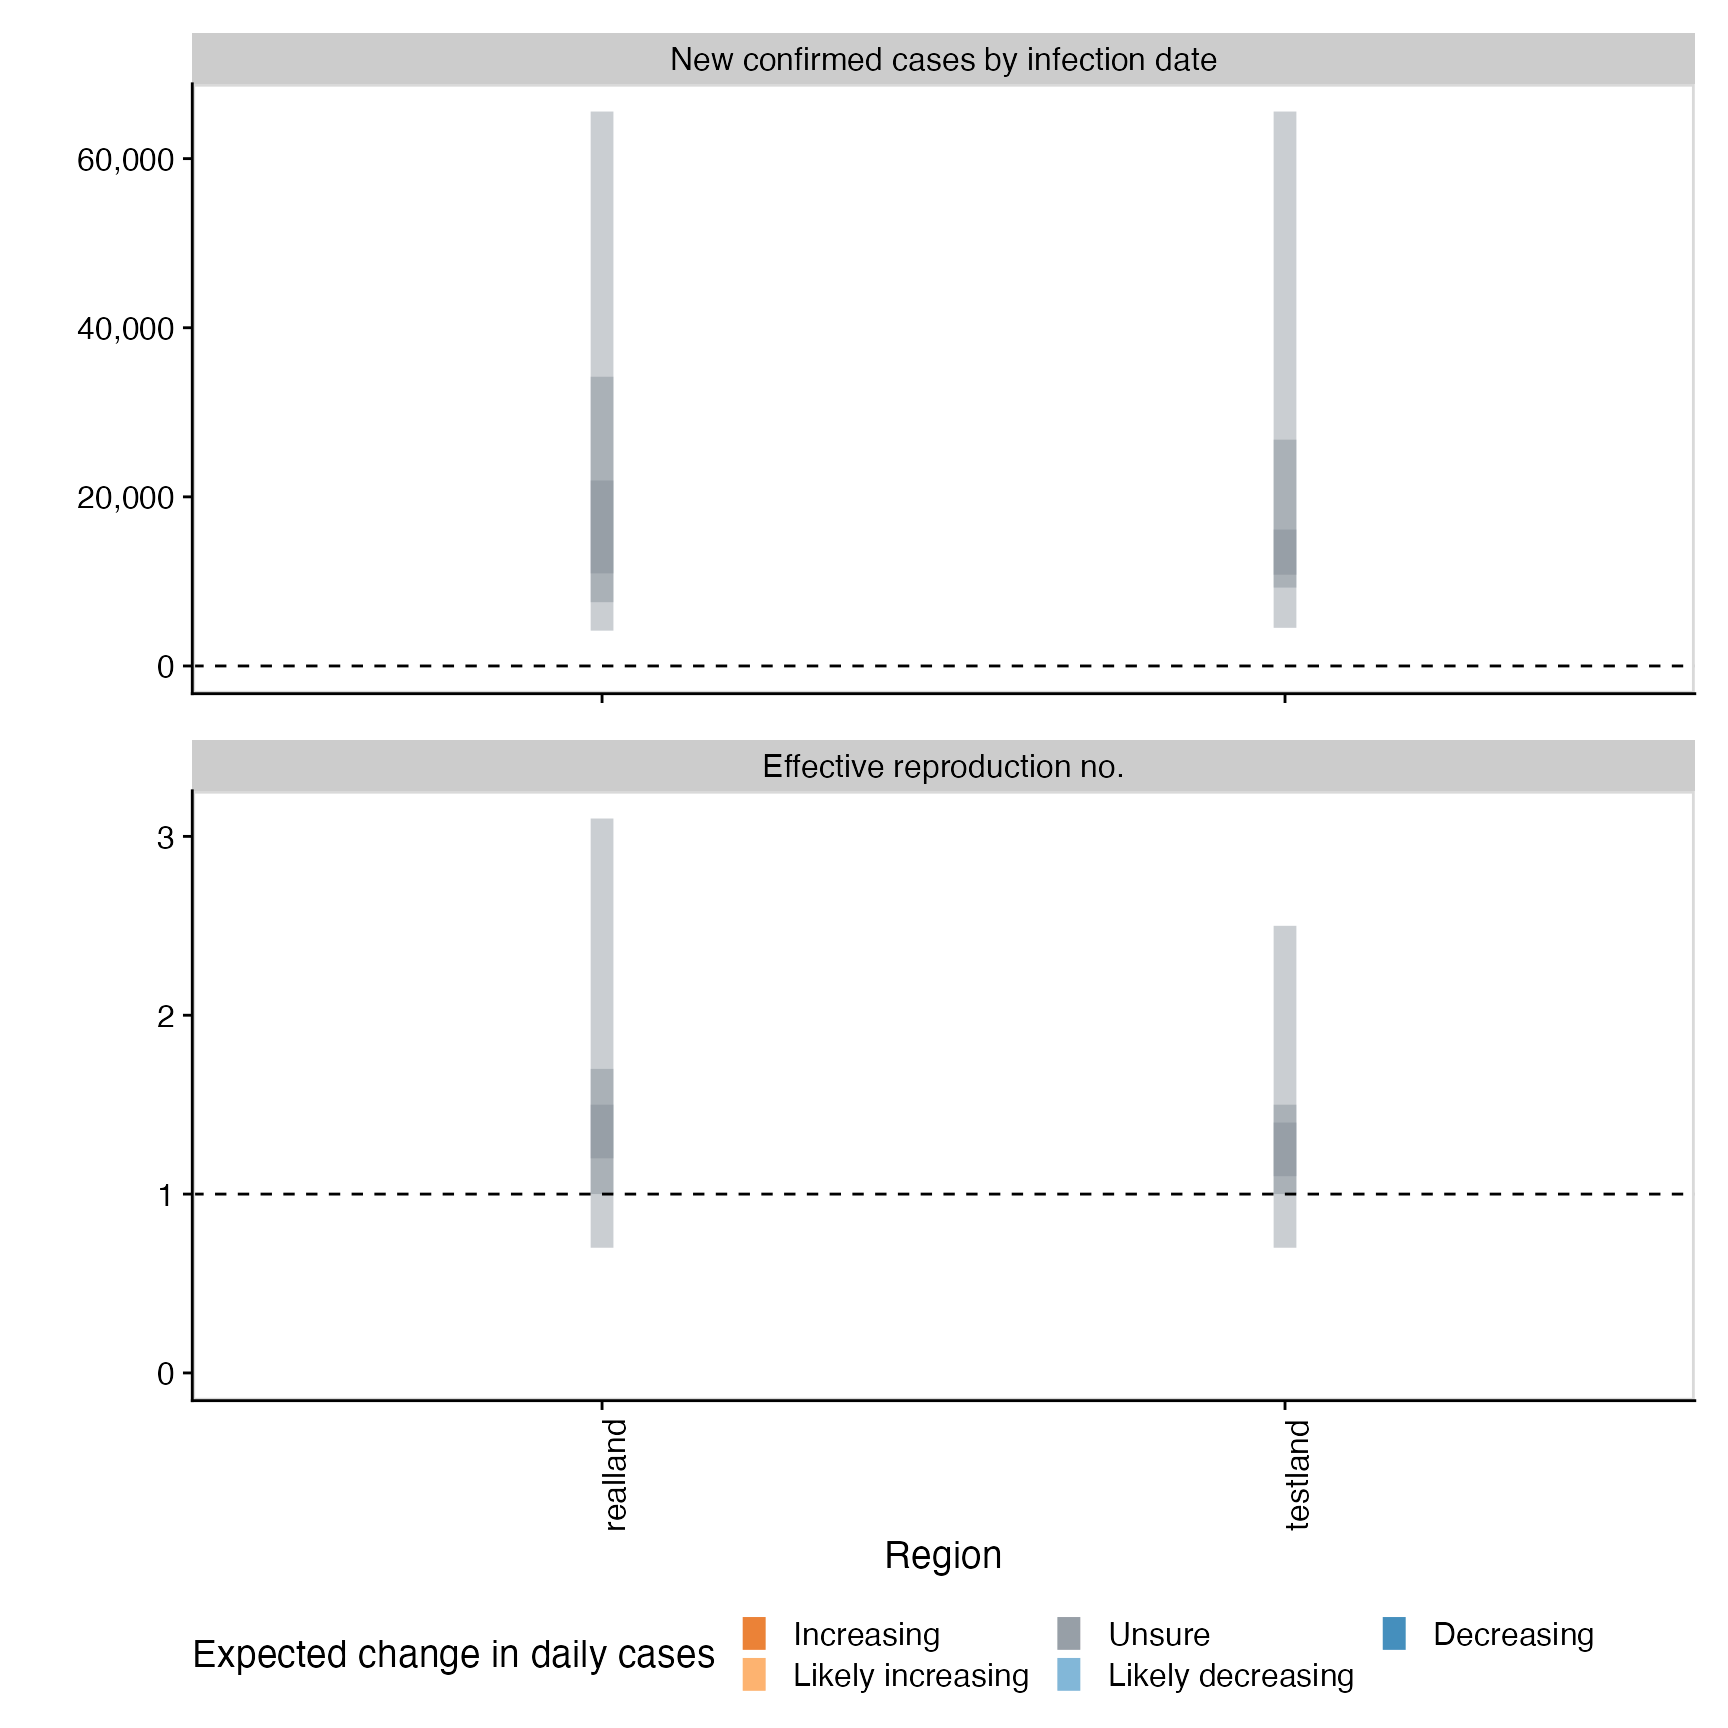 New confirmed cases by infection date
60,000
40,000
20,000
0
Effective reproduction no.
3
2
1
0
realland
testland
Region
Expected change in daily cases
Increasing
Unsure
Decreasing
Likely increasing
Likely decreasing